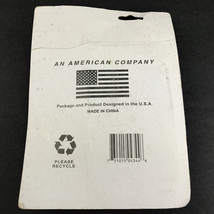 AN AMERICAN COMPANY
Package and Product Designed in the U.S.A.
MADE IN CHINA
PLEASE
RECYCLE